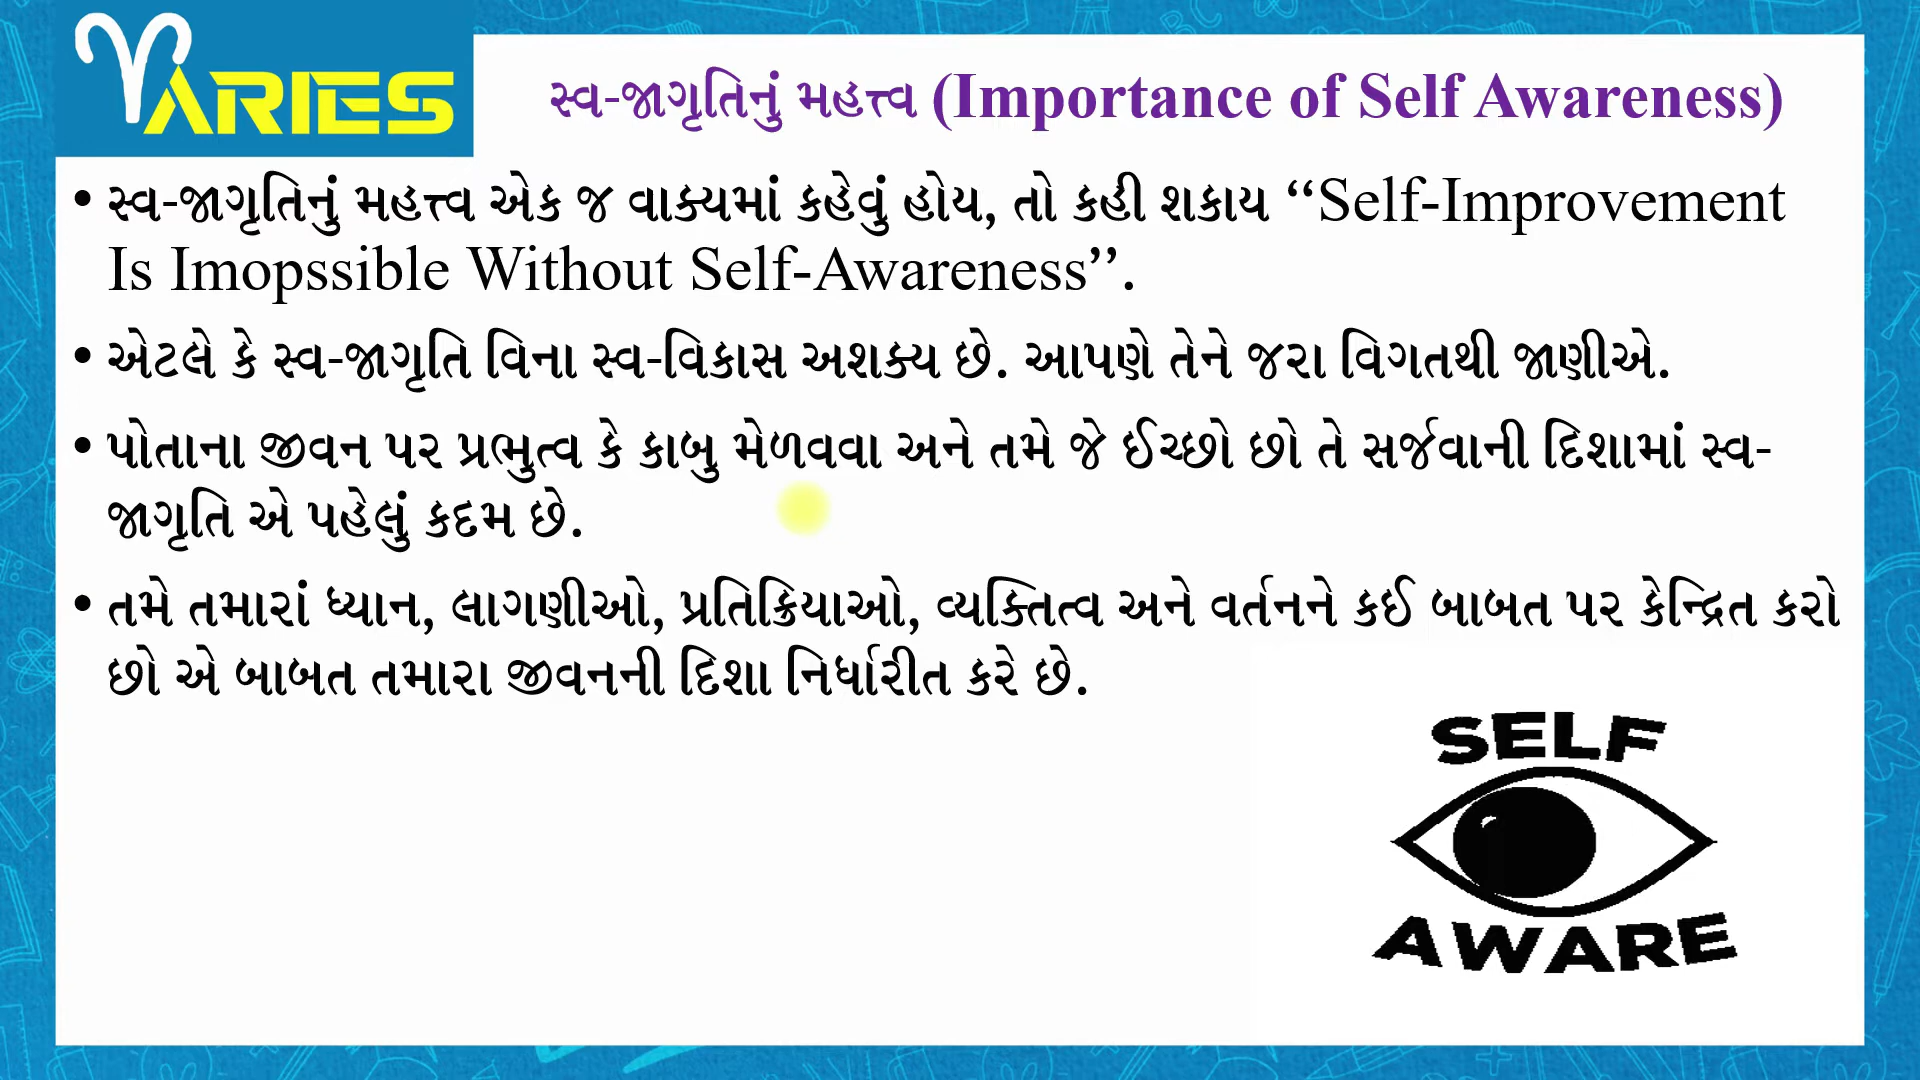 ARIES
સ્વ-જાગૃતિનું મહત્ત્વ (Importance of Self Awareness)
• સ્વ-જાગૃતિનું મહત્ત્વ એક જ વાક્યમાં કહેવું હોય, તો કહી શકાય “Self-Improvement
Is Imopssible Without Self-Awareness”.
• એટલે કે સ્વ-જાગૃતિ વિના સ્વ-વિકાસ અશક્ય છે. આપણે તેને જરા વિગતથી જાણીએ.
• પોતાના જીવન પર પ્રભુત્વ કે કાબુ મેળવવા અને તમે જે ઈચ્છો છો તે સર્જવાની દિશામાં સ્વ-
જાગૃતિ એ પહેલું કદમ છે.
• તમે તમારાં ધ્યાન, લાગણીઓ, પ્રતિક્રિયાઓ, વ્યક્તિત્વ અને વર્તનને કઈ બાબત પર કેન્દ્રિત કરો
છો એ બાબત તમારા જીવનની દિશા નિર્ધારીત કરે છે.
SELF
AWARE